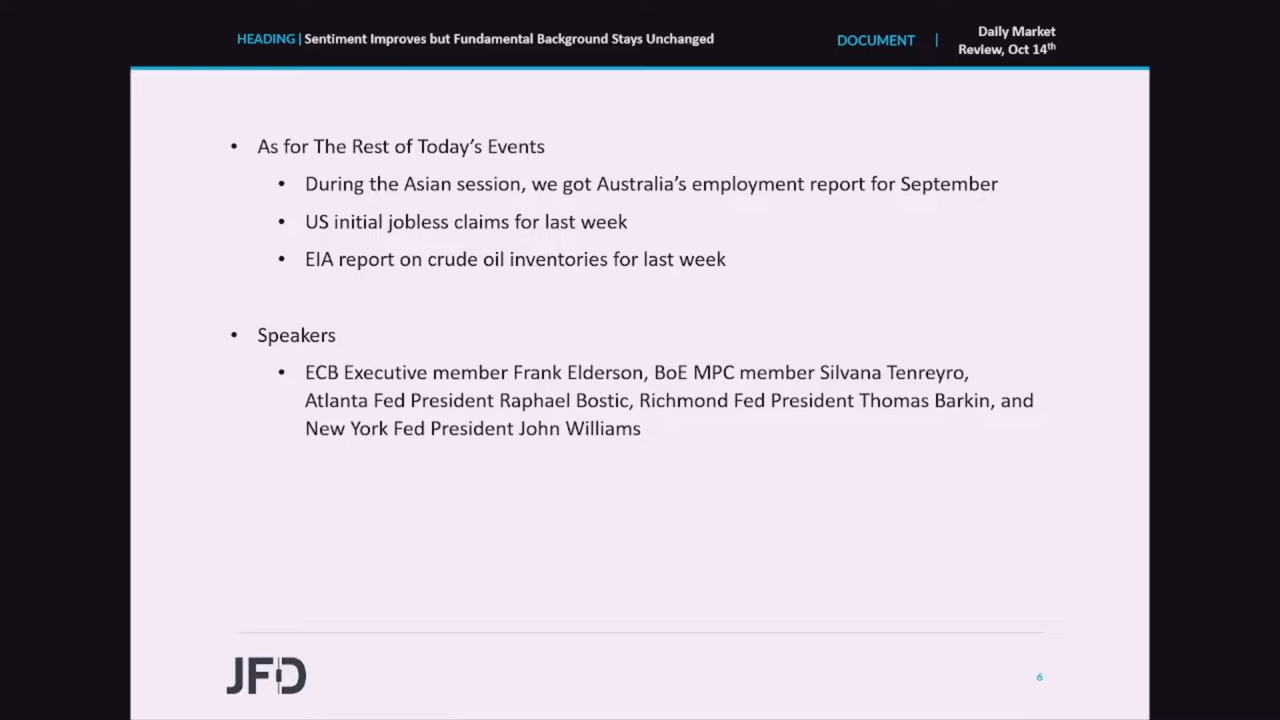 HEADING | Sentiment Improves but Fundamental Background Stays Unchanged
DOCUMENT | Daily Market
Review, Oct 14th
• As for The Rest of Today’s Events
• During the Asian session, we got Australia’s employment report for September
• US initial jobless claims for last week
• EIA report on crude oil inventories for last week
• Speakers
• ECB Executive member Frank Elderson, BoE MPC member Silvana Tenreyro,
Atlanta Fed President Raphael Bostic, Richmond Fed President Thomas Barkin, and
New York Fed President John Williams
JFD
6